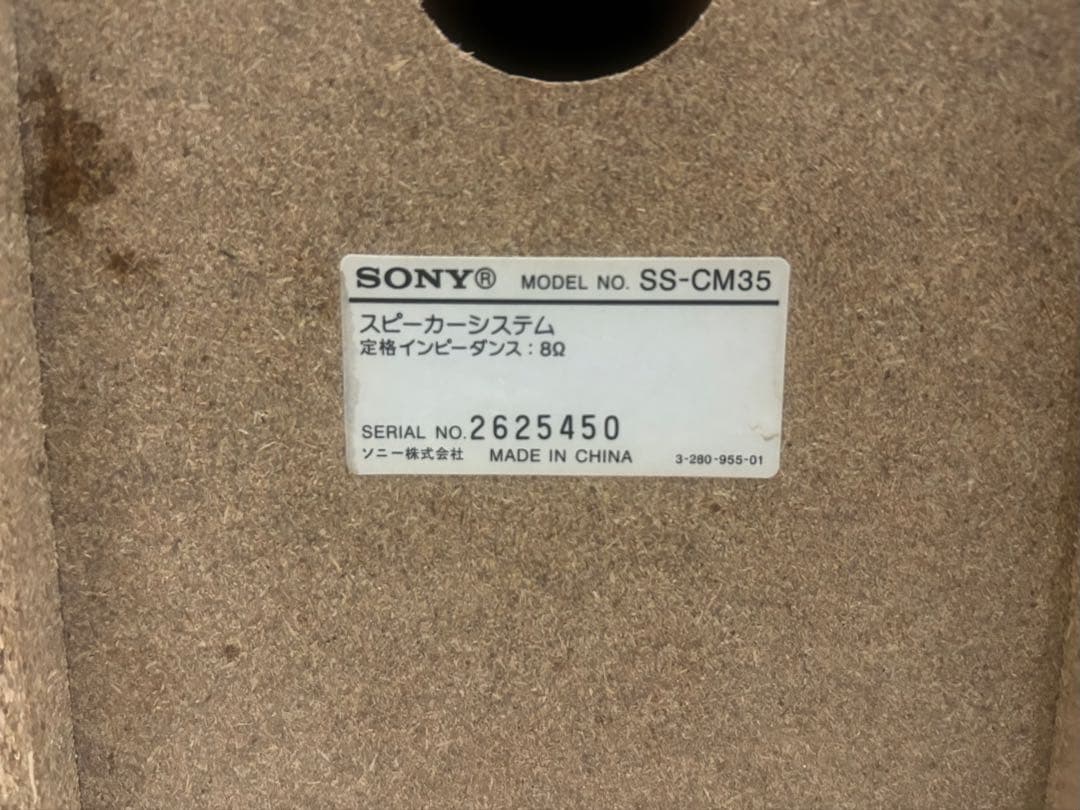 SONY® MODEL NO. SS-CM35
スピーカーシステム
定格インピーダンス：8Ω
SERIAL NO. 2625450
ソニー株式会社 MADE IN CHINA 3-280-955-01